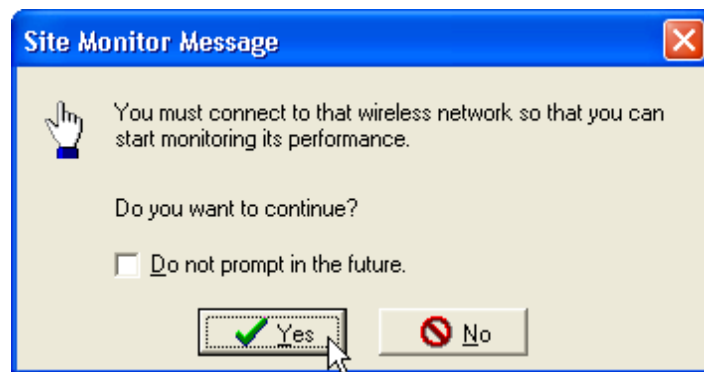 Site Monitor Message
You must connect to that wireless network so that you can
start monitoring its performance.
Do you want to continue?
Do not prompt in the future.
Yes No